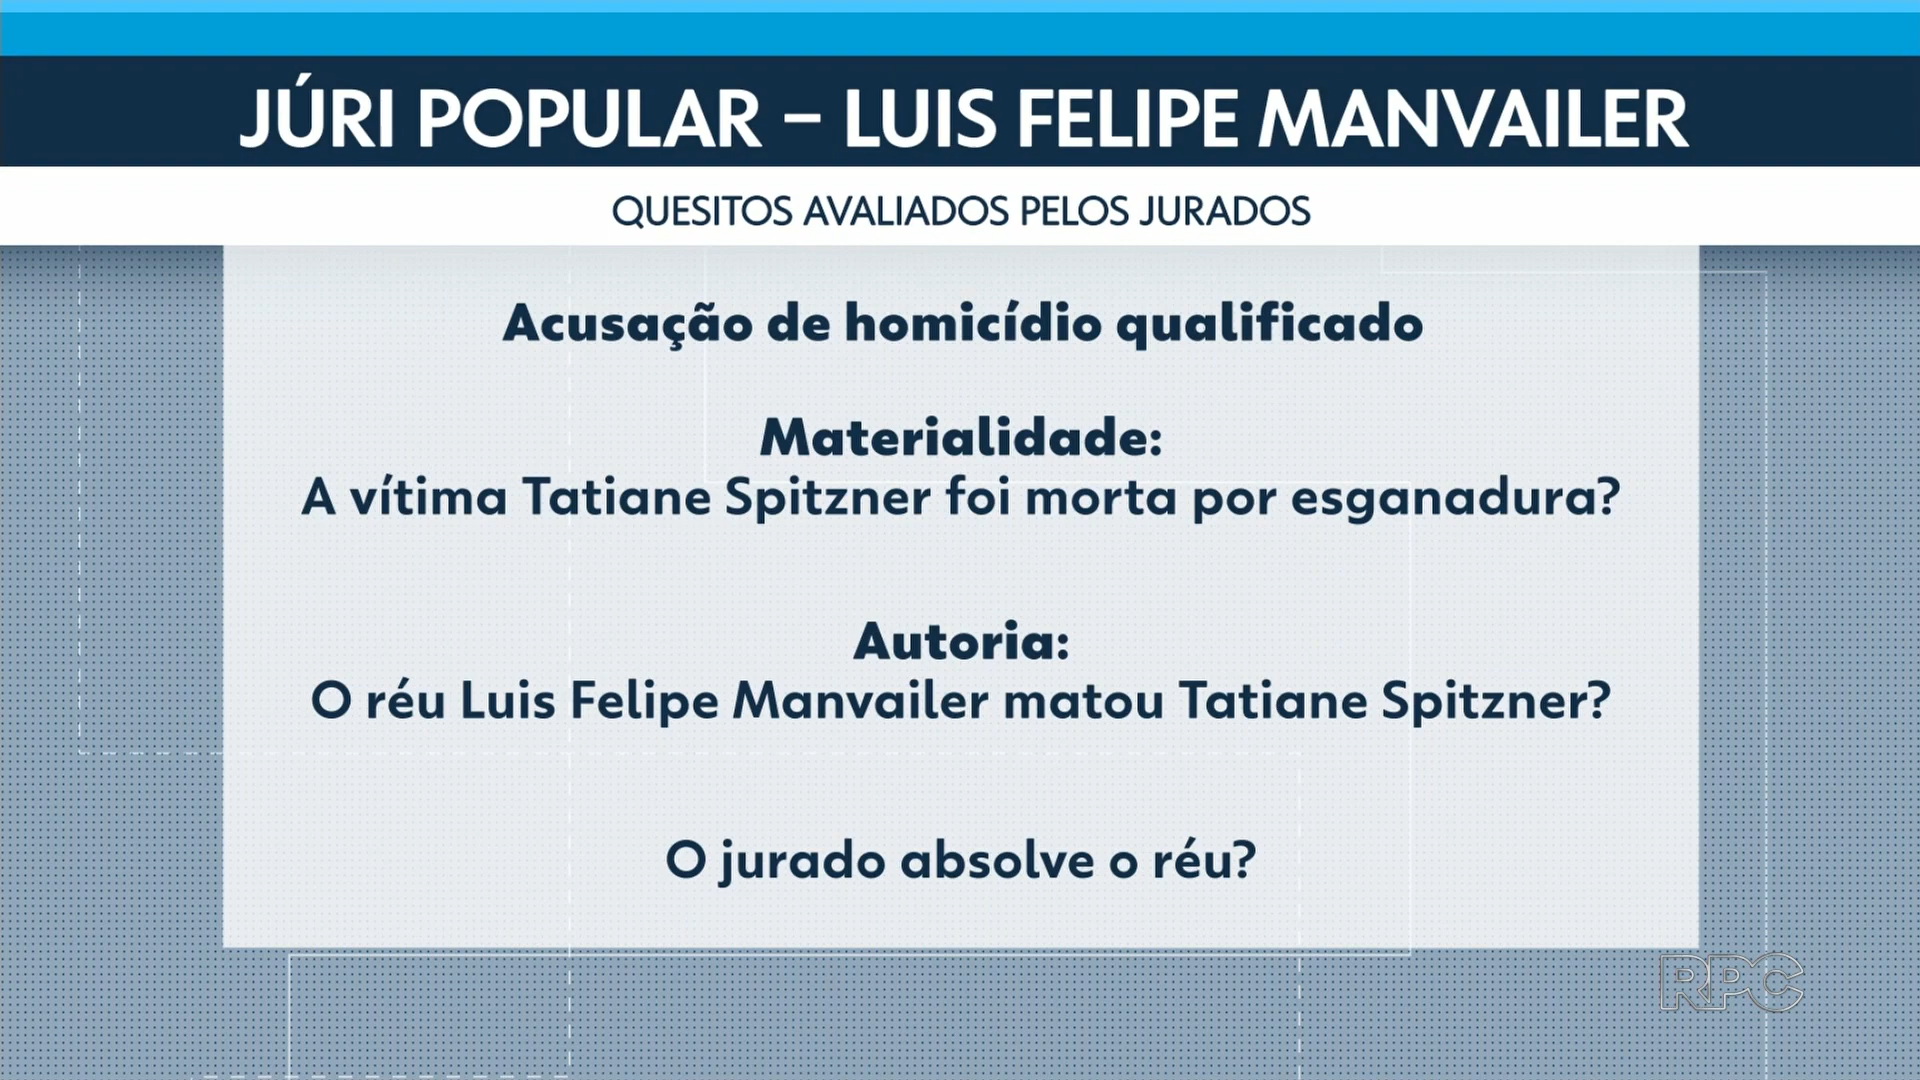 JÚRI POPULAR – LUIS FELIPE MANVAILER
QUESITOS AVALIADOS PELOS JURADOS
Acusação de homicídio qualificado
Materialidade:
A vítima Tatiane Spitzner foi morta por esganadura?
Autoria:
O réu Luis Felipe Manvailer matou Tatiane Spitzner?
O jurado absolve o réu?
RPC